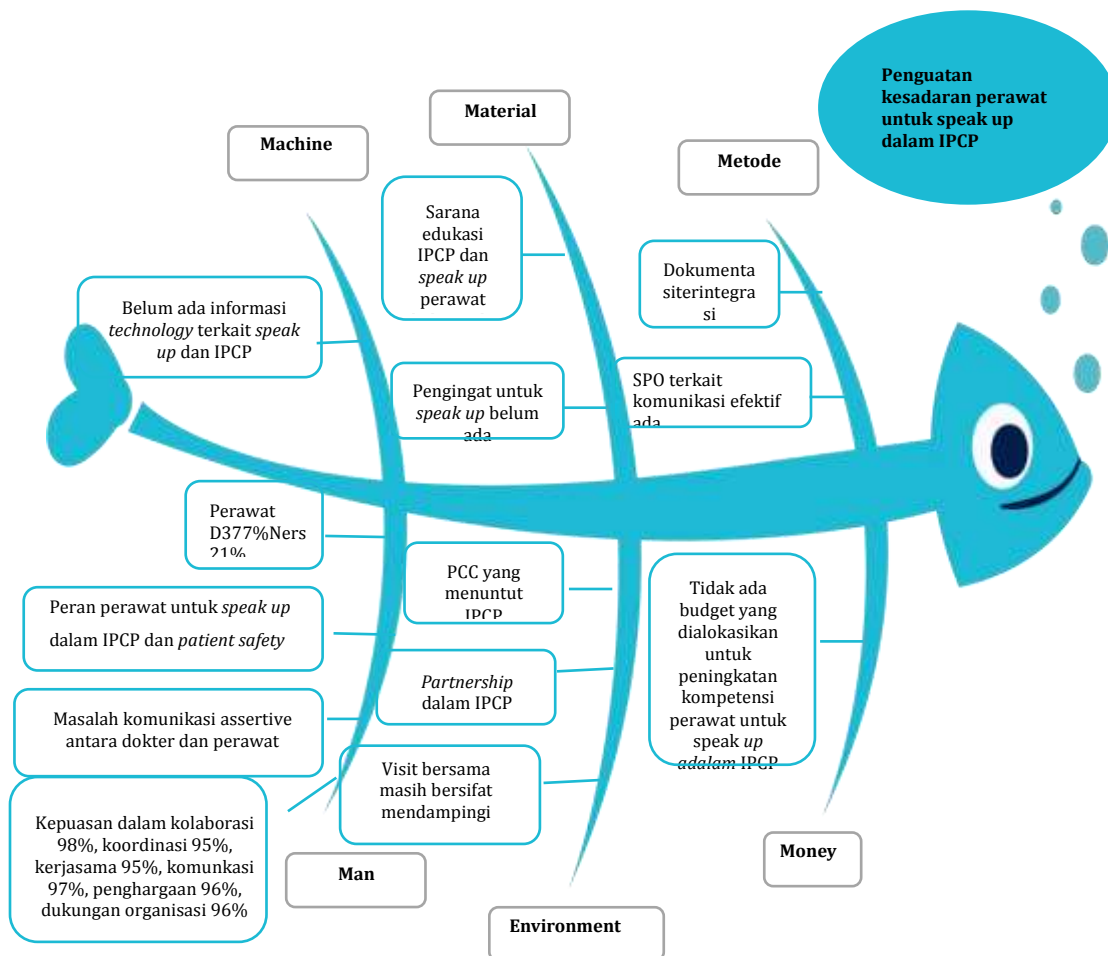 Penguatan
kesadaran perawat
untuk speak up
dalam IPCP
Material
Machine
Metode
Sarana
edukasi
IPCP dan
speak up
perawat
Dokumenta
siterintegra
si
Belum ada informasi
technology terkait speak
up dan IPCP
Pengingat untuk
speak up belum
ada
SPO terkait
komunikasi efektif
ada
Perawat
D377%Ners
21%
PCC yang
menuntut
IPCP
Tidak ada
budget yang
dialokasikan
untuk
peningkatan
kompetensi
perawat untuk
speak up
adalam IPCP
Peran perawat untuk speak up
dalam IPCP dan patient safety
Partnership
dalam IPCP
Masalah komunikasi assertive
antara dokter dan perawat
Visit bersama
masih bersifat
mendampingi
Kepuasan dalam kolaborasi
98%, koordinasi 95%,
kerjasama 95%, komunkasi
97%, penghargaan 96%,
dukungan organisasi 96%
Man
Money
Environment